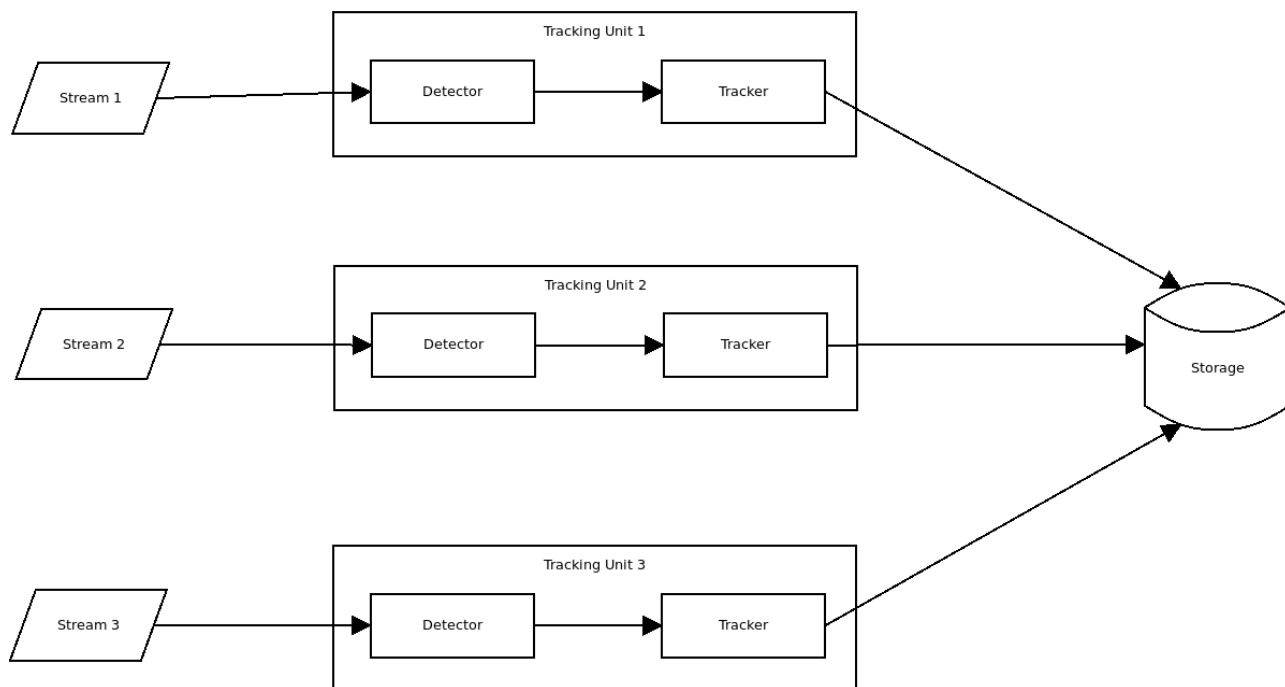 Tracking Unit 1
Stream 1
Detector
Tracker
Tracking Unit 2
Stream 2
Detector
Tracker
Storage
Tracking Unit 3
Stream 3
Detector
Tracker